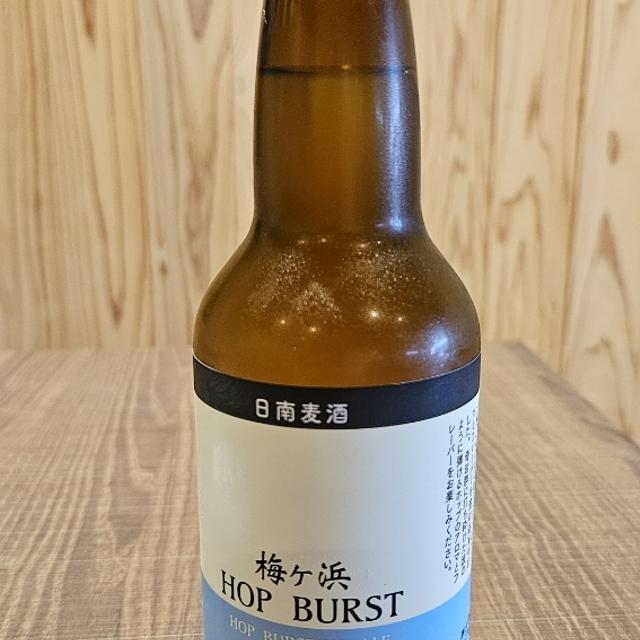 日南麦酒
梅ヶ浜
HOP BURST
HOP BURST
ように弾けるホップのアロマとフ
レーバーをお楽しみください。